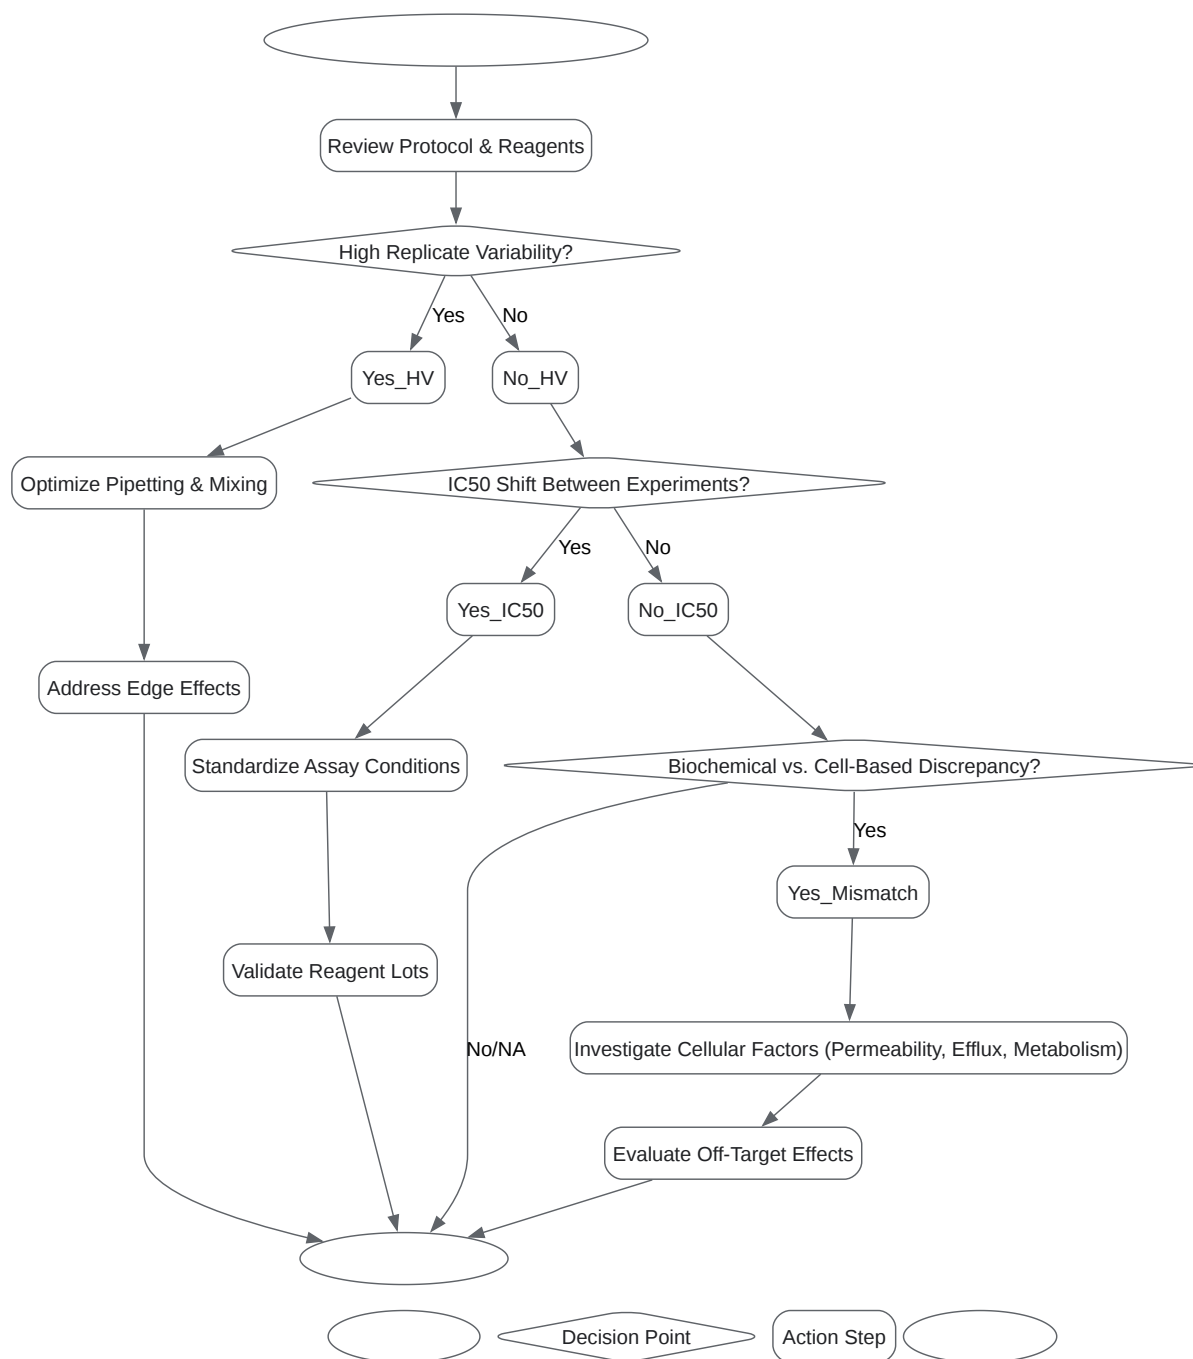 Review Protocol & Reagents
High Replicate Variability?
Yes
No
Yes_HV
No_HV
Optimize Pipetting & Mixing
IC50 Shift Between Experiments?
Yes
No
Yes_IC50
No_IC50
Address Edge Effects
Standardize Assay Conditions
Biochemical vs. Cell-Based Discrepancy?
Yes
Yes_Mismatch
Validate Reagent Lots
No/NA
Investigate Cellular Factors (Permeability, Efflux, Metabolism)
Evaluate Off-Target Effects
Decision Point
Action Step